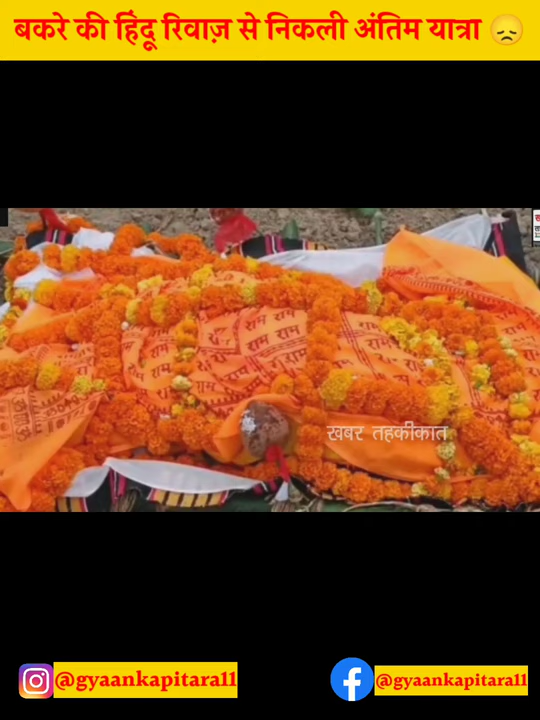 बकरे की हिंदू रिवाज़ से निकली अंतिम यात्रा 😞
राम राम
राम राम
राम
राम
राम
खबर तहकीकात
@gyaankapitara11
@gyaankapitara11